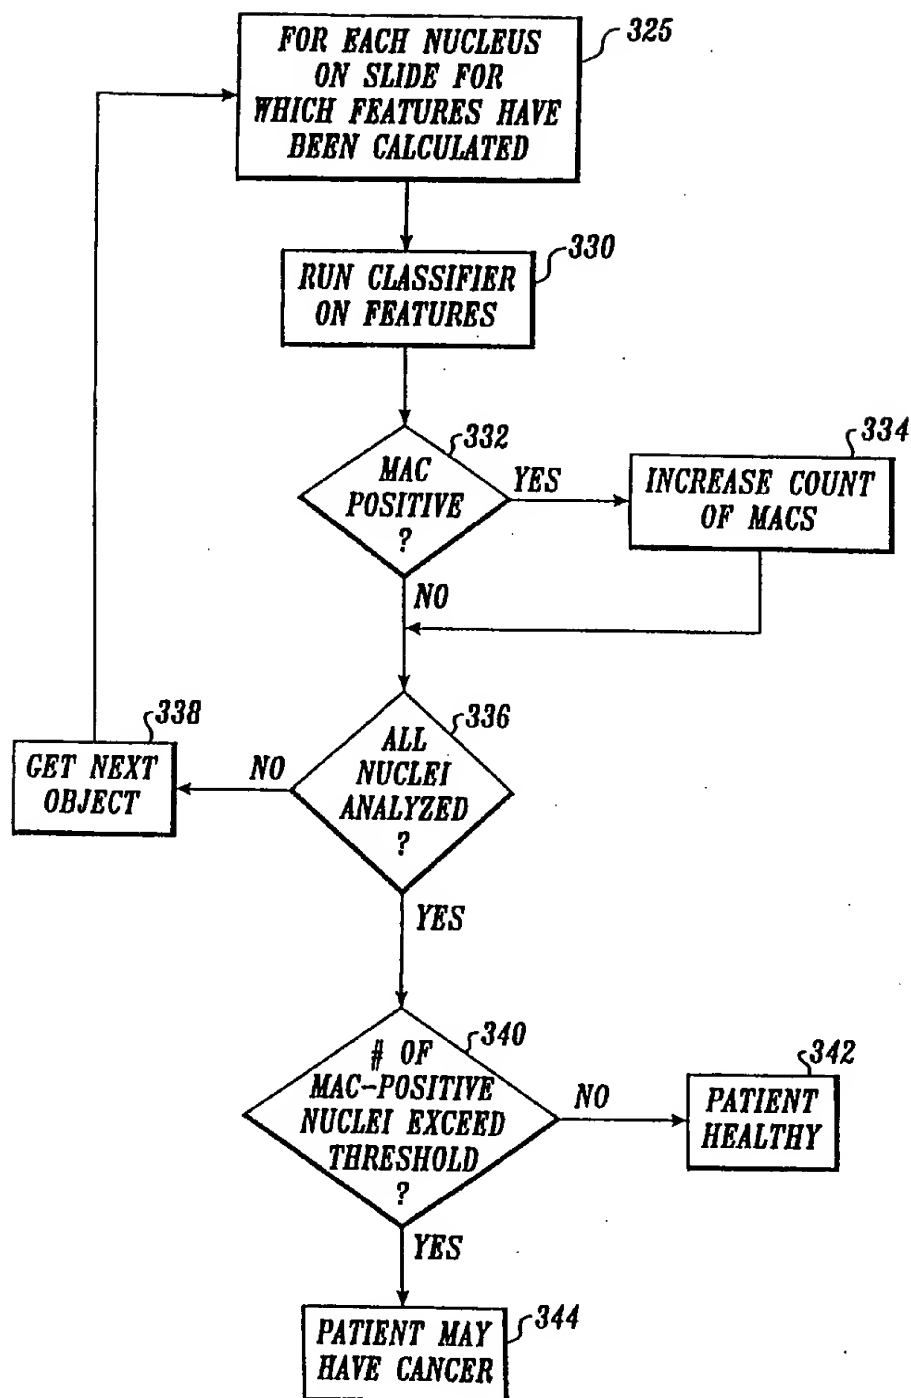 FOR EACH NUCLEUS
ON SLIDE FOR
WHICH FEATURES HAVE
BEEN CALCULATED
325
RUN CLASSIFIER
ON FEATURES
330
MAC
POSITIVE
?
332
YES
INCREASE COUNT
OF MACS
334
NO
ALL
NUCLEI
ANALYZED
?
336
NO
GET NEXT
OBJECT
338
YES
# OF
MAC-POSITIVE
NUCLEI EXCEED
THRESHOLD
?
340
NO
PATIENT
HEALTHY
342
YES
PATIENT MAY
HAVE CANCER
344